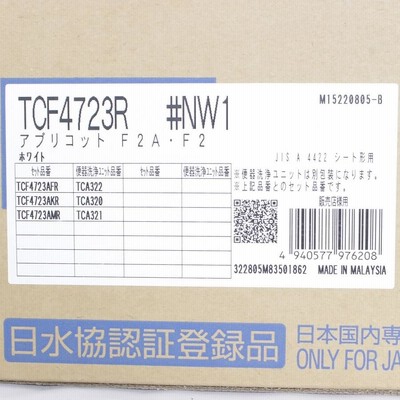 TCF4723R #NW1
M15220805-B
アプリコット F2A・F2
ホワイト
JIS A 4422 シート形用
セット品番 便器洗浄ユニット品番 セット品番 便器洗浄ユニット品番
※便器洗浄ユニットは別包装になります。
TCF4723AFR TCA322
※上記品番とのセット品番です。
TCF4723AKR TCA320
販売店様用
TCF4723AMR TCA321
4 940577 976208
322805M83501862 MADE IN MALAYSIA
日水協認証登録品
日本国内専
ONLY FOR JA